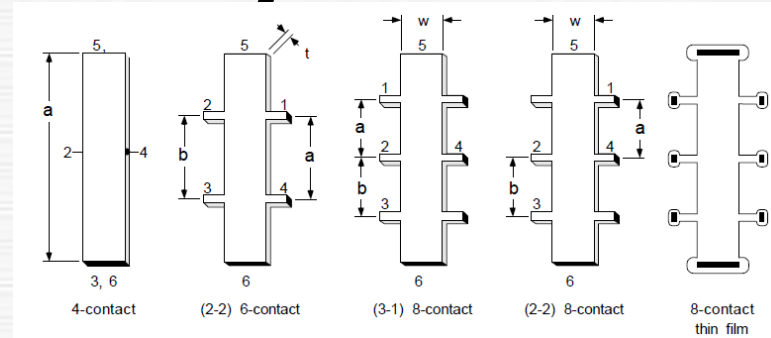 5,
a
2
4
3, 6
4-contact
5
t
2
1
b
a
3
4
6
(2-2) 6-contact
w
5
1
a
2
4
b
3
6
(3-1) 8-contact
w
5
1
a
2
4
b
3
6
(2-2) 8-contact
8-contact
thin film